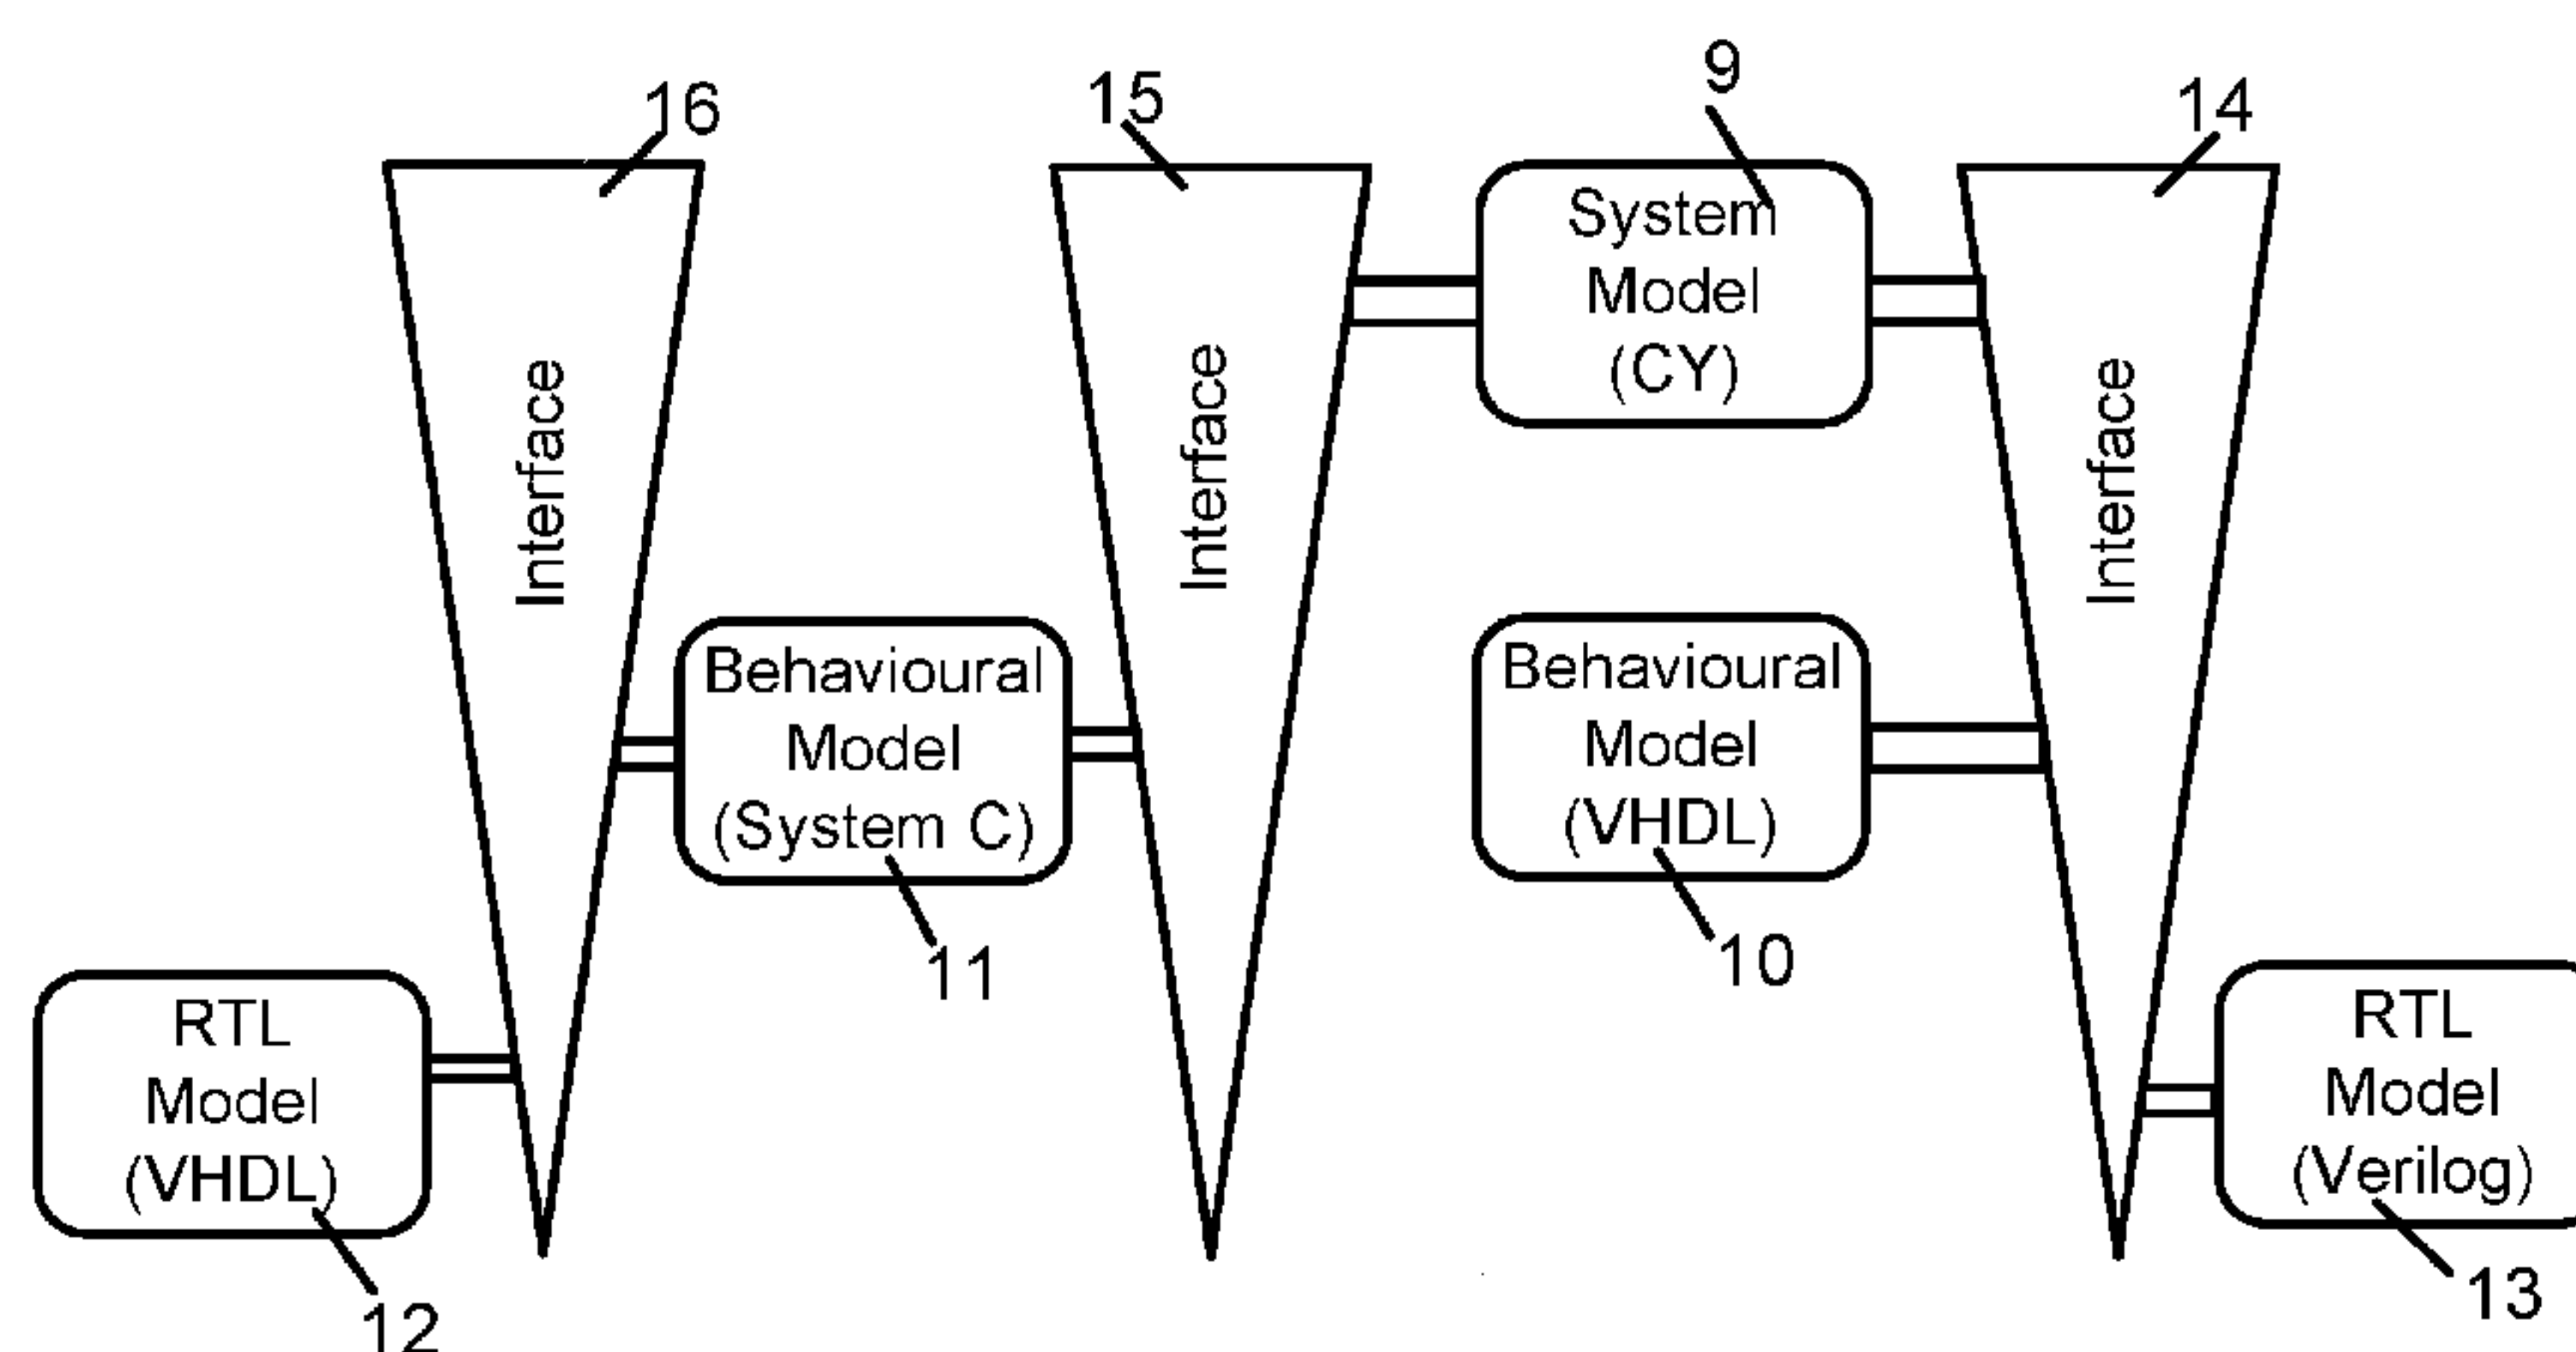 9
16
15
14
System
Model
(CY)
Interface
Interface
Interface
Behavioural
Model
(System C)
Behavioural
Model
(VHDL)
11
10
RTL
Model
(VHDL)
RTL
Model
(Verilog)
12
13